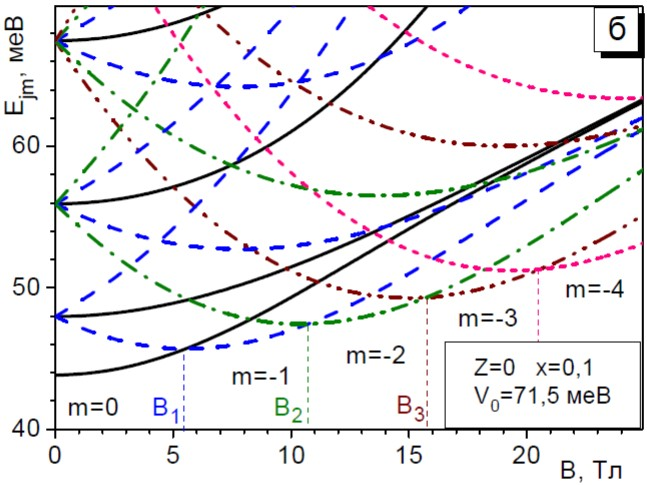 б
E_jm, меВ
60
50
40
m=0
B₁
m=-1
B₂
m=-2
B₃
m=-3
m=-4
Z=0 x=0,1
V₀=71,5 меВ
0 5 10 15 20
B, Тл